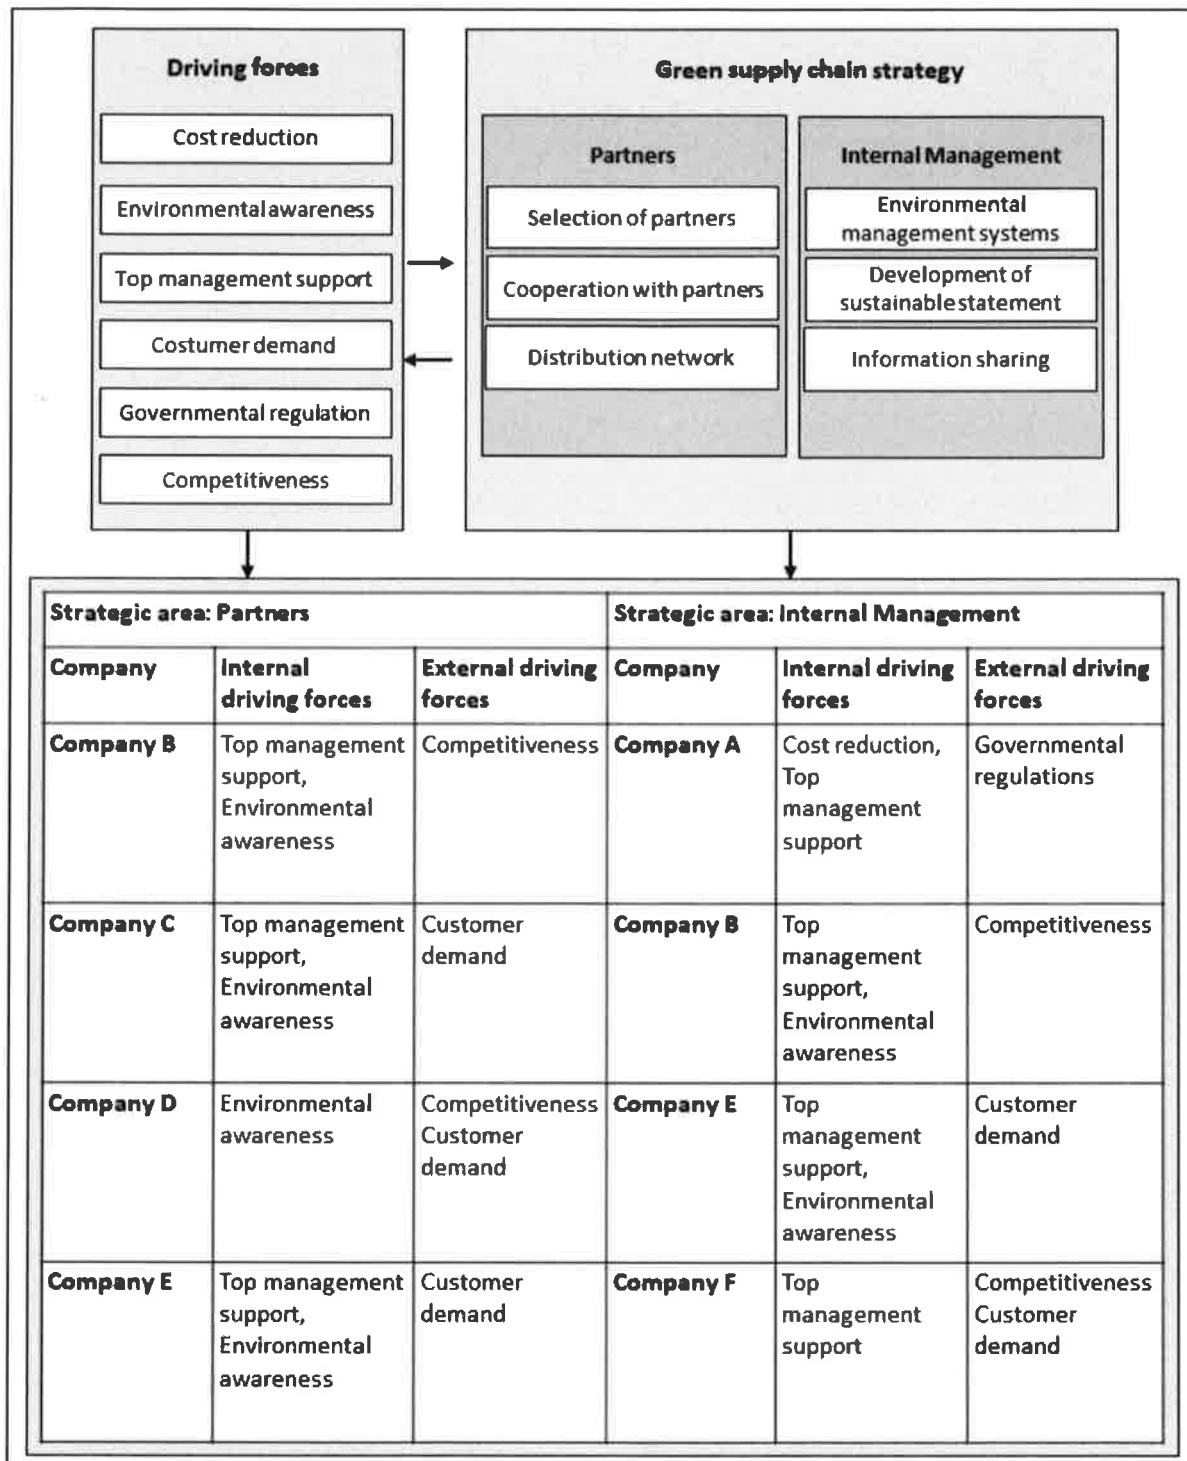 Driving forces
Cost reduction
Environmental awareness
Top management support
Costumer demand
Governmental regulation
Competitiveness
Green supply chain strategy
Partners
Selection of partners
Cooperation with partners
Distribution network
Internal Management
Environmental
management systems
Development of
sustainable statement
Information sharing
Strategic area: Partners
Strategic area: Internal Management
Company
Internal
driving forces
External driving
forces
Company
Internal driving
forces
External driving
forces
Company B
Top management
support,
Environmental
awareness
Competitiveness
Company A
Cost reduction,
Top
management
support
Governmental
regulations
Company C
Top management
support,
Environmental
awareness
Customer
demand
Company B
Top
management
support,
Environmental
awareness
Competitiveness
Company D
Environmental
awareness
Competitiveness
Customer
demand
Company E
Top
management
support,
Environmental
awareness
Customer
demand
Company E
Top management
support,
Environmental
awareness
Customer
demand
Company F
Top
management
support
Competitiveness
Customer
demand